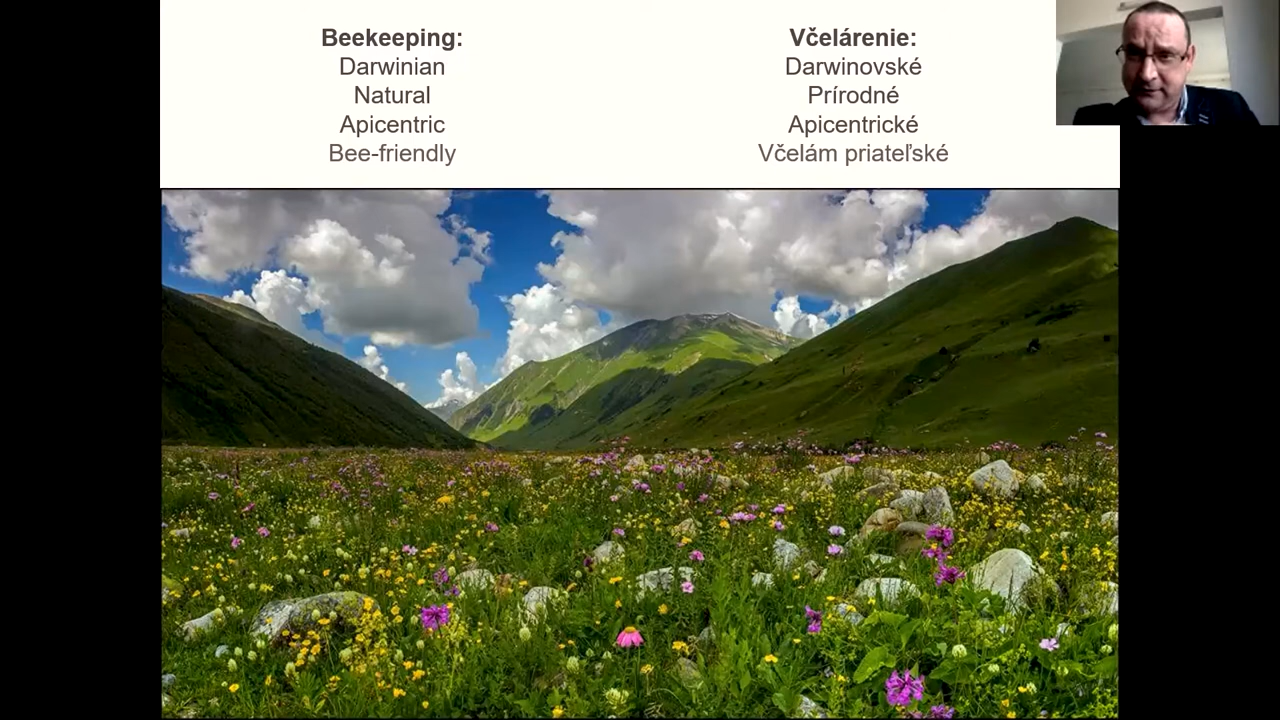 Beekeeping:
Darwinian
Natural
Apicentric
Bee-friendly
Včelárenie:
Darwinovské
Prírodné
Apicentrické
Včelám priateľské